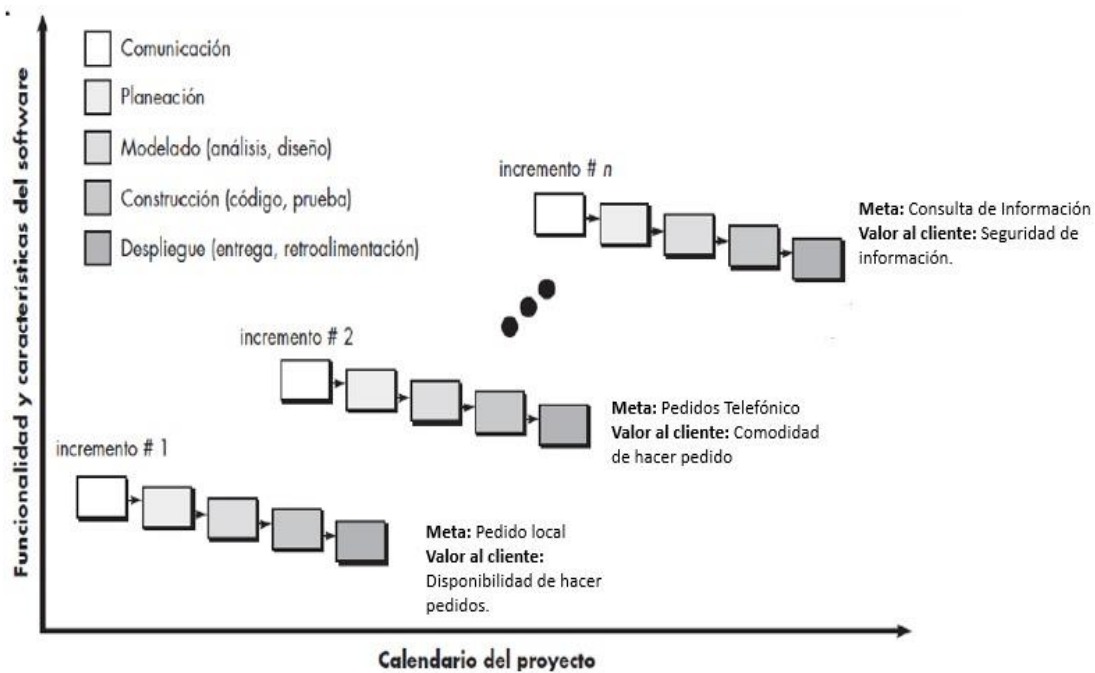 Funcionalidad y características del software
Comunicación
Planeación
Modelado (análisis, diseño)
Construcción (código, prueba)
Despliegue (entrega, retroalimentación)
incremento # n
Meta: Consulta de Información
Valor al cliente: Seguridad de
información.
incremento # 2
Meta: Pedidos Telefónico
Valor al cliente: Comodidad
de hacer pedido
incremento # 1
Meta: Pedido local
Valor al cliente:
Disponibilidad de hacer
pedidos.
Calendario del proyecto